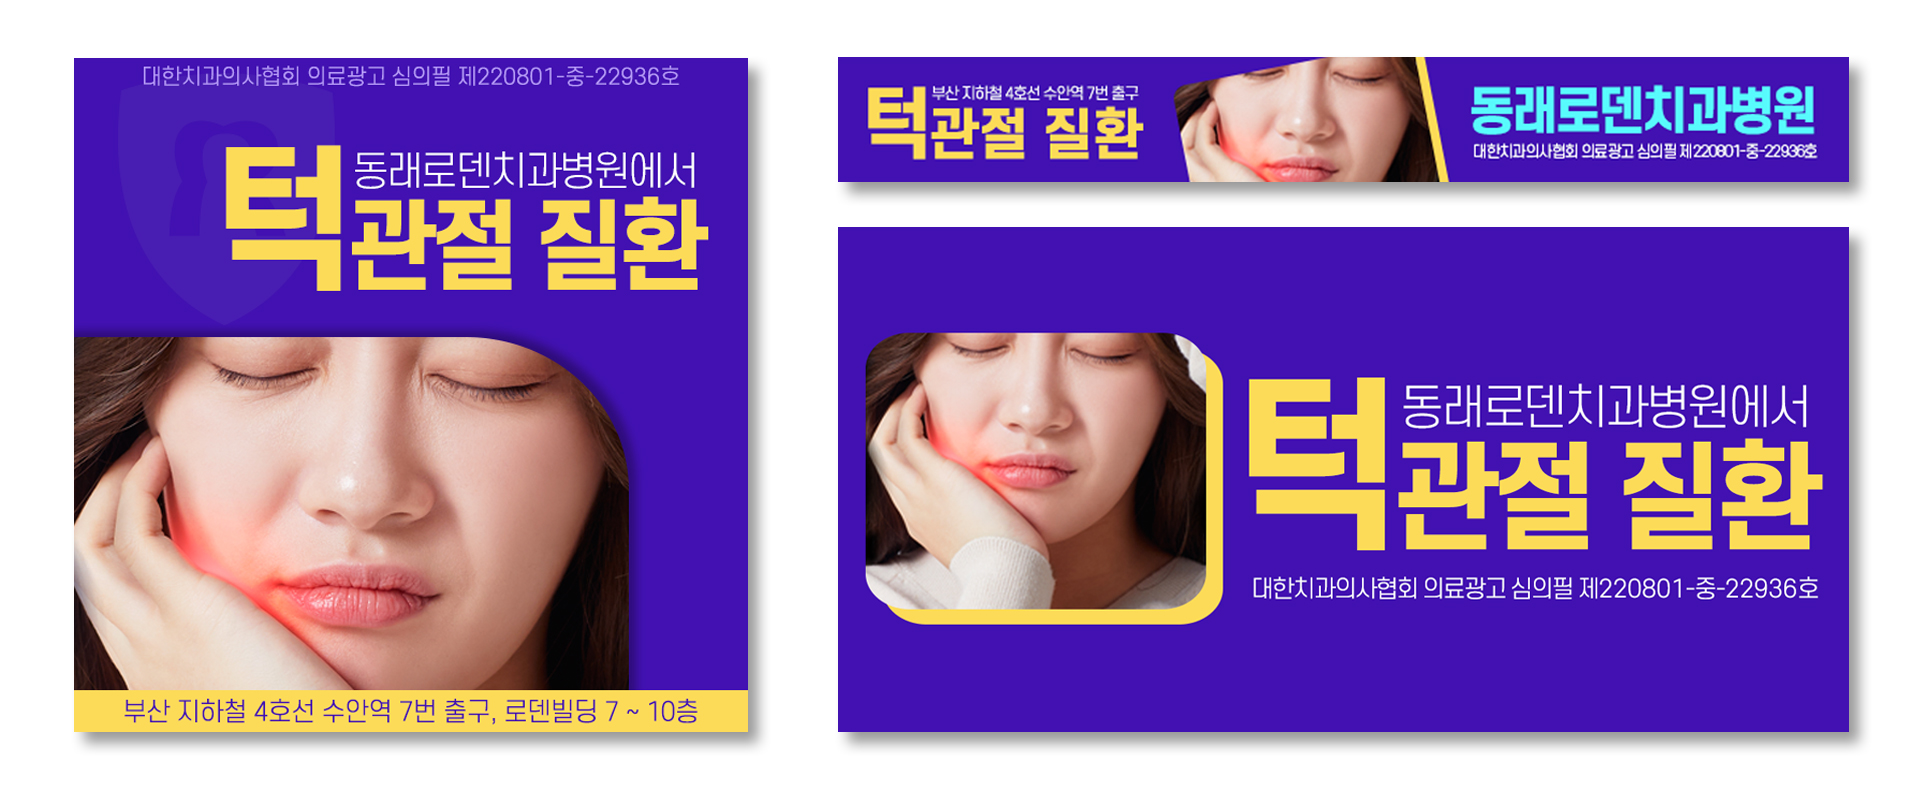 대한치과의사협회 의료광고 심의필 제220801-중-22936호
동래로덴치과병원에서
턱관절 질환
부산 지하철 4호선 수안역 7번 출구, 로덴빌딩 7 ~ 10층
부산 지하철 4호선 수안역 7번 출구
턱관절 질환
동래로덴치과병원
대한치과의사협회 의료광고 심의필 제220801-중-22936호
동래로덴치과병원에서
턱관절 질환
대한치과의사협회 의료광고 심의필 제220801-중-22936호